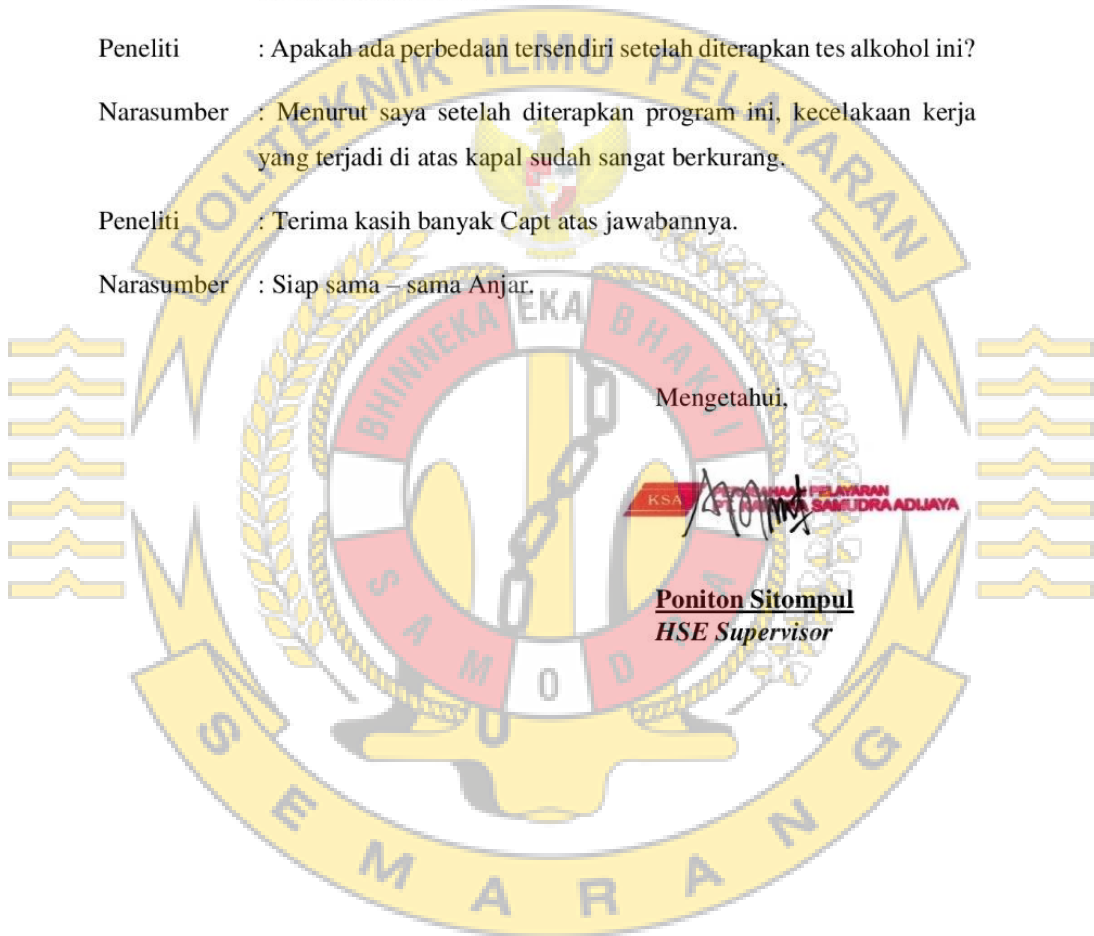 Peneliti : Apakah ada perbedaan tersendiri setelah diterapkan tes alkohol ini?
Narasumber : Menurut saya setelah diterapkan program ini, kecelakaan kerja
yang terjadi di atas kapal sudah sangat berkurang.
Peneliti : Terima kasih banyak Capt atas jawabannya.
Narasumber : Siap sama – sama Anjar.
Mengetahui,
KSA
PELAYARAN
SAMUDRA ADIJAYA
Poniton Sitompul
HSE Supervisor
POLITEKNIK ILMU PELAYARAN
BHINNEKA EKA BHAKTI
SAMODRA
SEMARANG